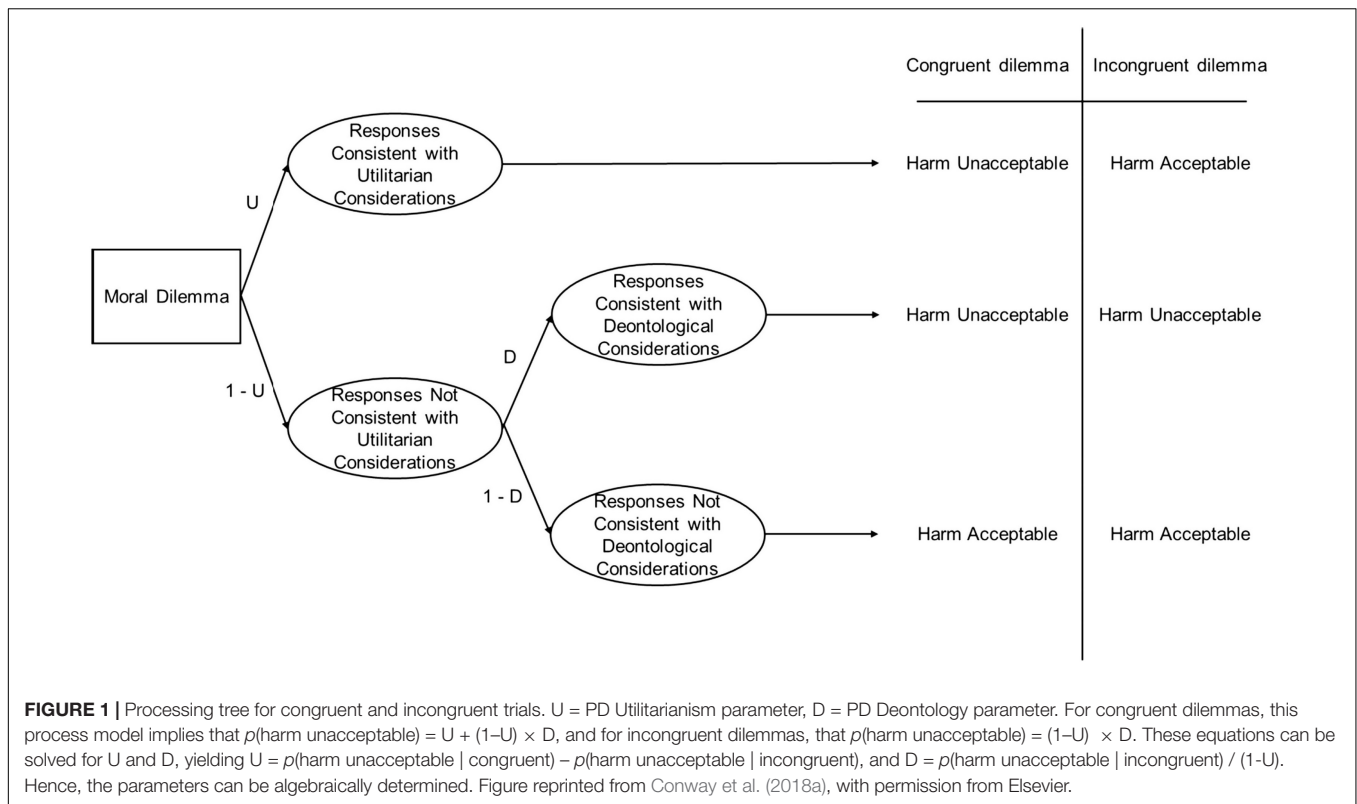 Congruent dilemma
Incongruent dilemma
Responses
Consistent with
Utilitarian
Considerations
Harm Unacceptable
Harm Acceptable
U
Moral Dilemma
Responses
Consistent with
Deontological
Considerations
Harm Unacceptable
Harm Unacceptable
D
1 - U
Responses Not
Consistent with
Utilitarian
Considerations
1 - D
Responses Not
Consistent with
Deontological
Considerations
Harm Acceptable
Harm Acceptable
FIGURE 1 | Processing tree for congruent and incongruent trials. U = PD Utilitarianism parameter, D = PD Deontology parameter. For congruent dilemmas, this
process model implies that p(harm unacceptable) = U + (1–U) × D, and for incongruent dilemmas, that p(harm unacceptable) = (1–U) × D. These equations can be
solved for U and D, yielding U = p(harm unacceptable | congruent) – p(harm unacceptable | incongruent), and D = p(harm unacceptable | incongruent) / (1-U).
Hence, the parameters can be algebraically determined. Figure reprinted from Conway et al. (2018a), with permission from Elsevier.